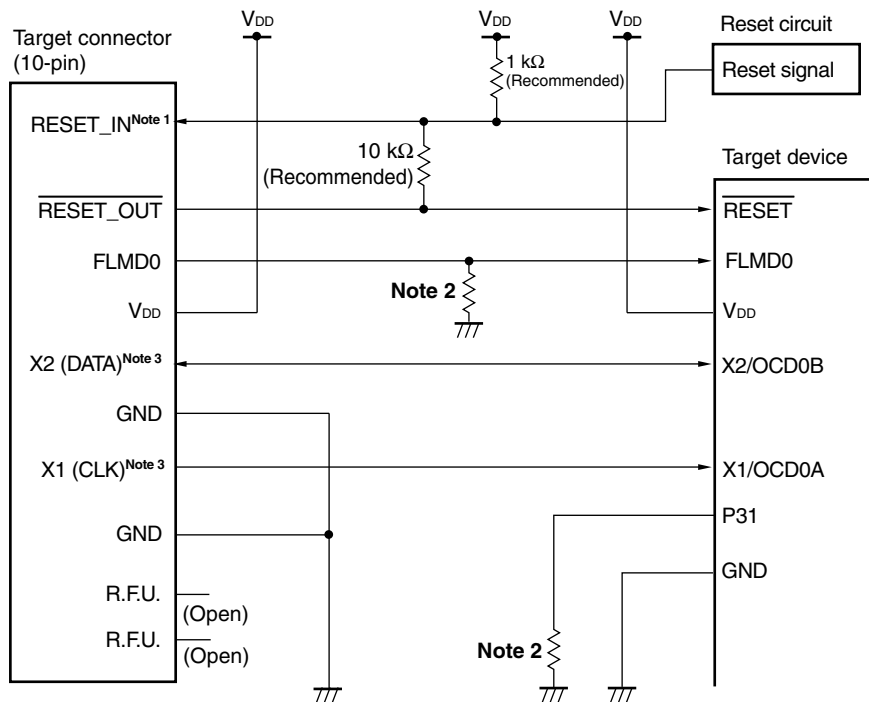 VDD
VDD
VDD
Reset circuit
Target connector
(10-pin)
1 kΩ
(Recommended)
Reset signal
RESET_INNote 1
10 kΩ
(Recommended)
Target device
RESET_OUT
RESET
FLMD0
FLMD0
Note 2
VDD
VDD
X2 (DATA)Note 3
X2/OCD0B
GND
X1 (CLK)Note 3
X1/OCD0A
P31
GND
GND
R.F.U.
(Open)
R.F.U.
(Open)
Note 2